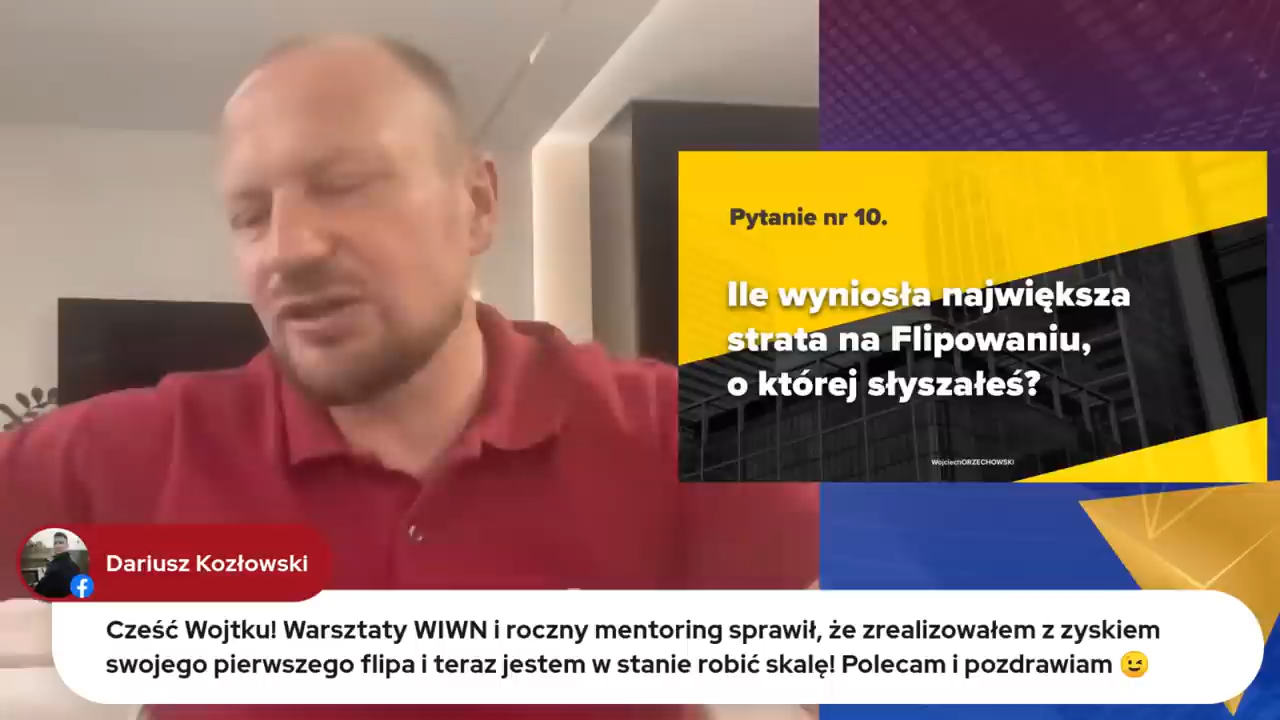 Pytanie nr 10.
Ile wyniosła największa
strata na Flipowaniu,
o której słyszałeś?
WojciechORZECHOWSKI
Dariusz Kozłowski
Cześć Wojtku! Warsztaty WIWN i roczny mentoring sprawił, że zrealizowałem z zyskiem
swojego pierwszego flipa i teraz jestem w stanie robić skalę! Polecam i pozdrawiam 😉